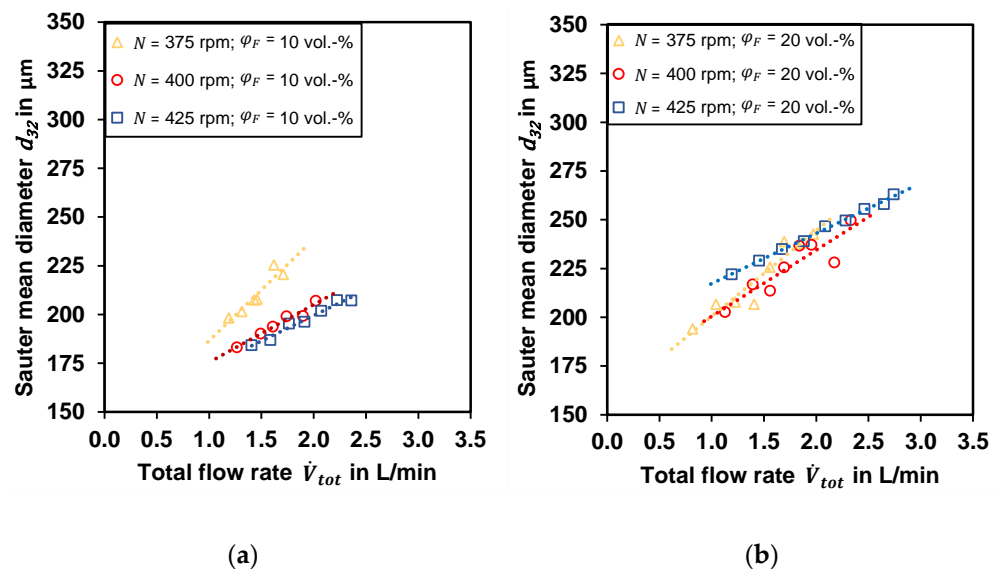 350
325
300
275
250
225
200
175
150
Sauter mean diameter d32 in µm
N = 375 rpm; φF = 10 vol.-%
N = 400 rpm; φF = 10 vol.-%
N = 425 rpm; φF = 10 vol.-%
0.0 0.5 1.0 1.5 2.0 2.5 3.0 3.5
Total flow rate V̇tot in L/min
(a)
350
325
300
275
250
225
200
175
150
Sauter mean diameter d32 in µm
N = 375 rpm; φF = 20 vol.-%
N = 400 rpm; φF = 20 vol.-%
N = 425 rpm; φF = 20 vol.-%
0.0 0.5 1.0 1.5 2.0 2.5 3.0 3.5
Total flow rate V̇tot in L/min
(b)